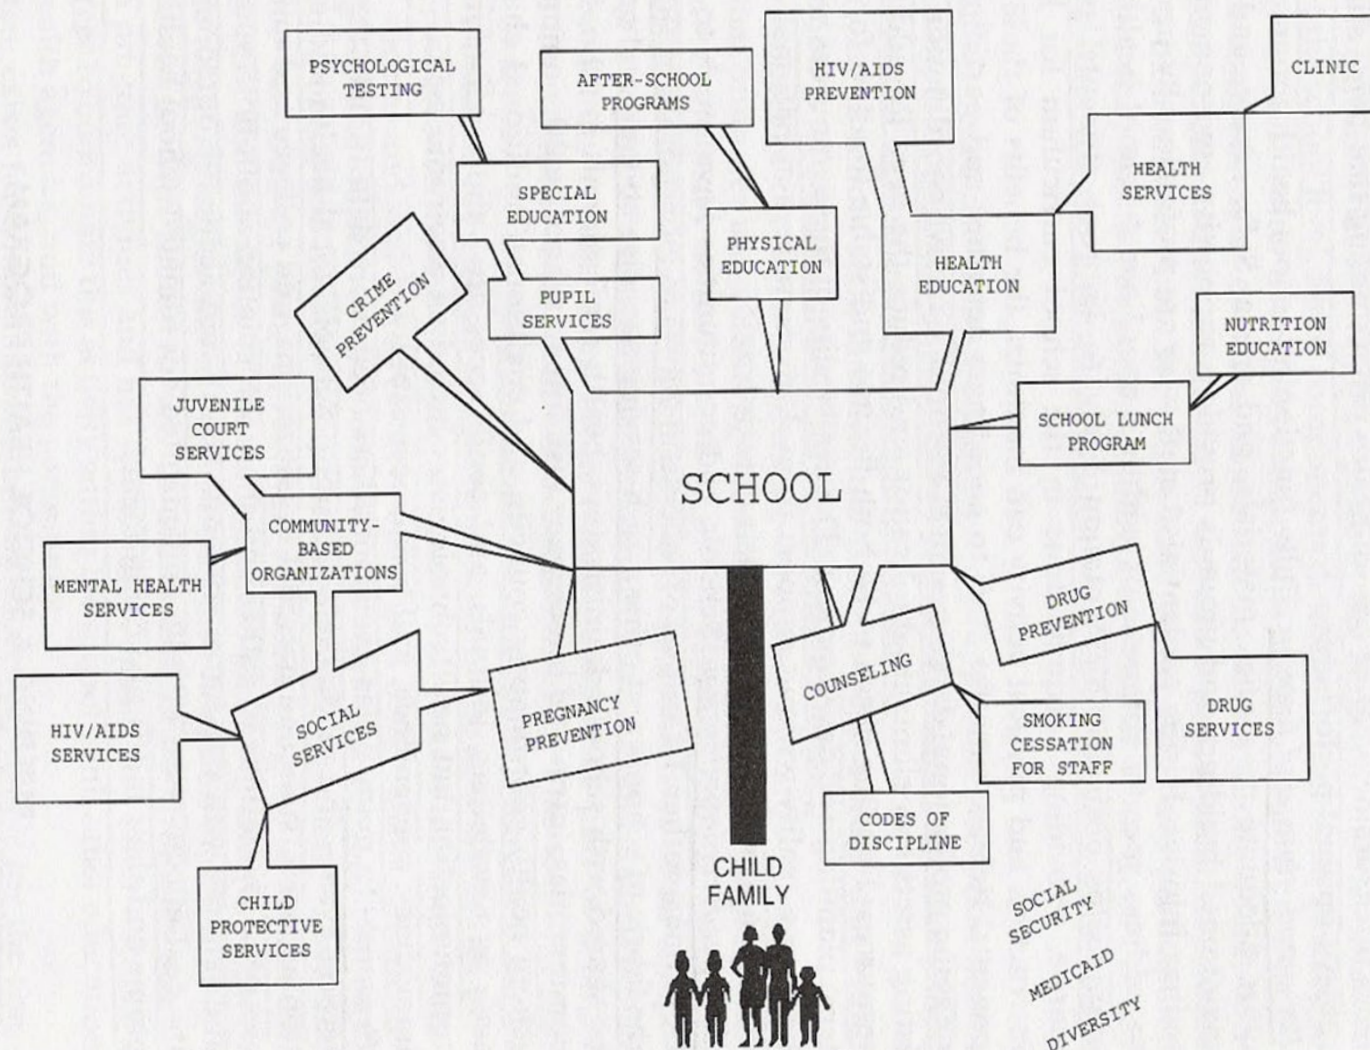 PSYCHOLOGICAL
TESTING
AFTER-SCHOOL
PROGRAMS
HIV/AIDS
PREVENTION
CLINIC
HEALTH
SERVICES
SPECIAL
EDUCATION
PHYSICAL
EDUCATION
HEALTH
EDUCATION
CRIME
PREVENTION
PUPIL
SERVICES
NUTRITION
EDUCATION
JUVENILE
COURT
SERVICES
SCHOOL LUNCH
PROGRAM
SCHOOL
COMMUNITY-
BASED
ORGANIZATIONS
MENTAL HEALTH
SERVICES
DRUG
PREVENTION
COUNSELING
PREGNANCY
PREVENTION
SOCIAL
SERVICES
HIV/AIDS
SERVICES
SMOKING
CESSATION
FOR STAFF
DRUG
SERVICES
CODES OF
DISCIPLINE
CHILD
FAMILY
CHILD
PROTECTIVE
SERVICES
SOCIAL
SECURITY
MEDICAID
DIVERSITY